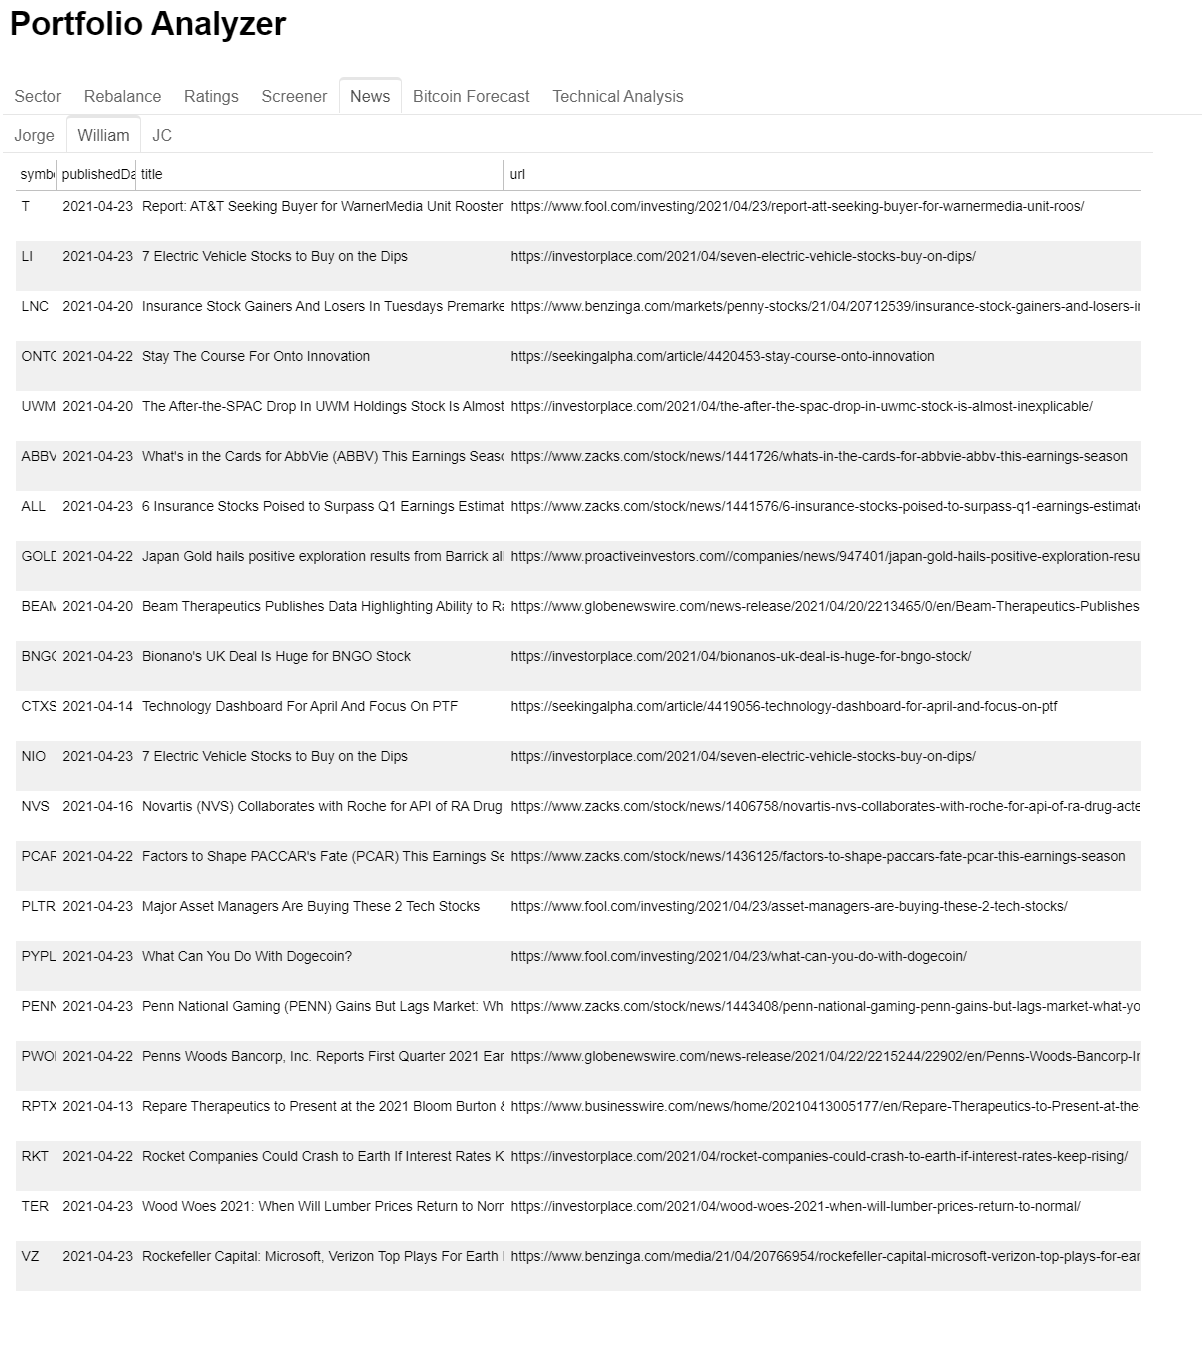 Portfolio Analyzer
Sector Rebalance Ratings Screener News Bitcoin Forecast Technical Analysis
Jorge William JC
symb publishedDa title url
T 2021-04-23 Report: AT&T Seeking Buyer for WarnerMedia Unit Rooster https://www.fool.com/investing/2021/04/23/report-att-seeking-buyer-for-warnermedia-unit-roos/
LI 2021-04-23 7 Electric Vehicle Stocks to Buy on the Dips https://investorplace.com/2021/04/seven-electric-vehicle-stocks-buy-on-dips/
LNC 2021-04-20 Insurance Stock Gainers And Losers In Tuesdays Premarke https://www.benzinga.com/markets/penny-stocks/21/04/20712539/insurance-stock-gainers-and-losers-i
ONTO 2021-04-22 Stay The Course For Onto Innovation https://seekingalpha.com/article/4420453-stay-course-onto-innovation
UWM 2021-04-20 The After-the-SPAC Drop In UWM Holdings Stock Is Almost https://investorplace.com/2021/04/the-after-the-spac-drop-in-uwmc-stock-is-almost-inexplicable/
ABBV 2021-04-23 What's in the Cards for AbbVie (ABBV) This Earnings Seaso https://www.zacks.com/stock/news/1441726/whats-in-the-cards-for-abbvie-abbv-this-earnings-season
ALL 2021-04-23 6 Insurance Stocks Poised to Surpass Q1 Earnings Estimat https://www.zacks.com/stock/news/1441576/6-insurance-stocks-poised-to-surpass-q1-earnings-estimate
GOLD 2021-04-22 Japan Gold hails positive exploration results from Barrick al https://www.proactiveinvestors.com//companies/news/947401/japan-gold-hails-positive-exploration-resu
BEAM 2021-04-20 Beam Therapeutics Publishes Data Highlighting Ability to Ra https://www.globenewswire.com/news-release/2021/04/20/2213465/0/en/Beam-Therapeutics-Publishes
BNGO 2021-04-23 Bionano's UK Deal Is Huge for BNGO Stock https://investorplace.com/2021/04/bionanos-uk-deal-is-huge-for-bngo-stock/
CTXS 2021-04-14 Technology Dashboard For April And Focus On PTF https://seekingalpha.com/article/4419056-technology-dashboard-for-april-and-focus-on-ptf
NIO 2021-04-23 7 Electric Vehicle Stocks to Buy on the Dips https://investorplace.com/2021/04/seven-electric-vehicle-stocks-buy-on-dips/
NVS 2021-04-16 Novartis (NVS) Collaborates with Roche for API of RA Drug https://www.zacks.com/stock/news/1406758/novartis-nvs-collaborates-with-roche-for-api-of-ra-drug-acte
PCAR 2021-04-22 Factors to Shape PACCAR's Fate (PCAR) This Earnings Se https://www.zacks.com/stock/news/1436125/factors-to-shape-paccars-fate-pcar-this-earnings-season
PLTR 2021-04-23 Major Asset Managers Are Buying These 2 Tech Stocks https://www.fool.com/investing/2021/04/23/asset-managers-are-buying-these-2-tech-stocks/
PYPL 2021-04-23 What Can You Do With Dogecoin? https://www.fool.com/investing/2021/04/23/what-can-you-do-with-dogecoin/
PENN 2021-04-23 Penn National Gaming (PENN) Gains But Lags Market: Wh https://www.zacks.com/stock/news/1443408/penn-national-gaming-penn-gains-but-lags-market-what-yo
PWO 2021-04-22 Penns Woods Bancorp, Inc. Reports First Quarter 2021 Ear https://www.globenewswire.com/news-release/2021/04/22/2215244/22902/en/Penns-Woods-Bancorp-In
RPTX 2021-04-13 Repare Therapeutics to Present at the 2021 Bloom Burton & https://www.businesswire.com/news/home/20210413005177/en/Repare-Therapeutics-to-Present-at-the-
RKT 2021-04-22 Rocket Companies Could Crash to Earth If Interest Rates K https://investorplace.com/2021/04/rocket-companies-could-crash-to-earth-if-interest-rates-keep-rising/
TER 2021-04-23 Wood Woes 2021: When Will Lumber Prices Return to Norr https://investorplace.com/2021/04/wood-woes-2021-when-will-lumber-prices-return-to-normal/
VZ 2021-04-23 Rockefeller Capital: Microsoft, Verizon Top Plays For Earth https://www.benzinga.com/media/21/04/20766954/rockefeller-capital-microsoft-verizon-top-plays-for-ear